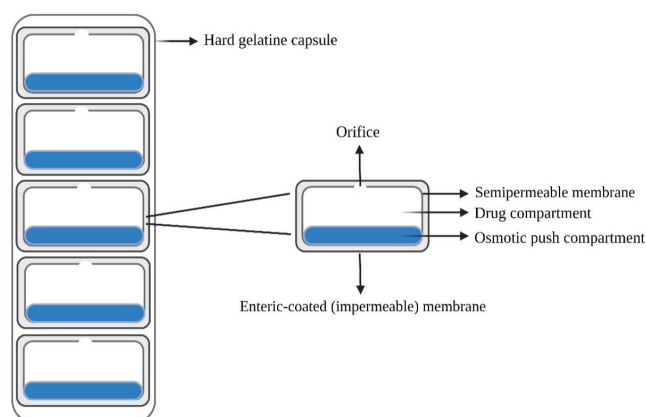 Hard gelatine capsule
Orifice
Semipermeable membrane
Drug compartment
Osmotic push compartment
Enteric-coated (impermeable) membrane